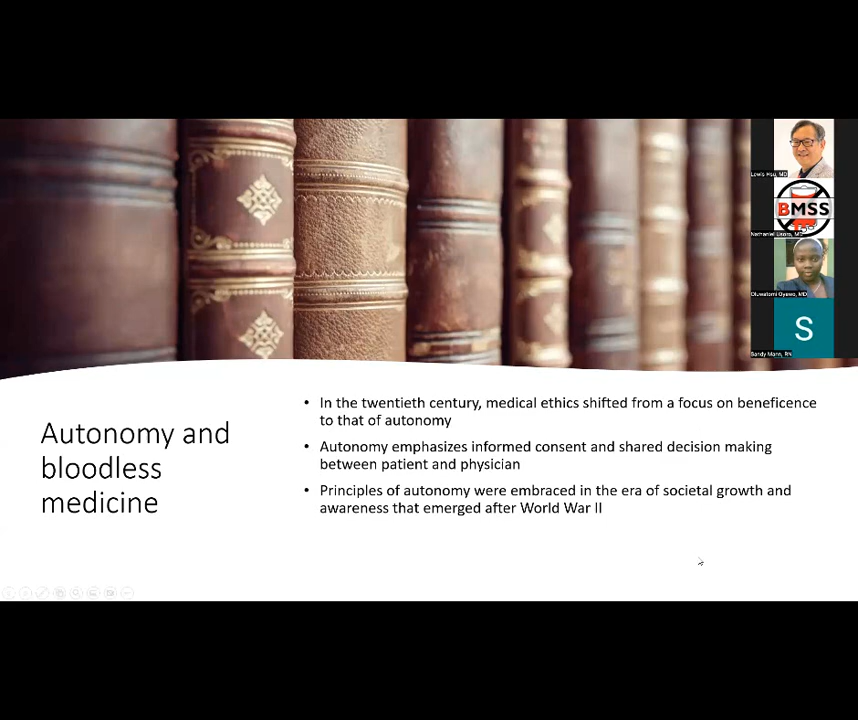 Lewis Hsu, MD
BMSS
Nathaniel Usoro, MD
Oluwatomi Oyewo, MD
S
Sandy Mann, RN
Autonomy and
bloodless
medicine
• In the twentieth century, medical ethics shifted from a focus on beneficence
to that of autonomy
• Autonomy emphasizes informed consent and shared decision making
between patient and physician
• Principles of autonomy were embraced in the era of societal growth and
awareness that emerged after World War II